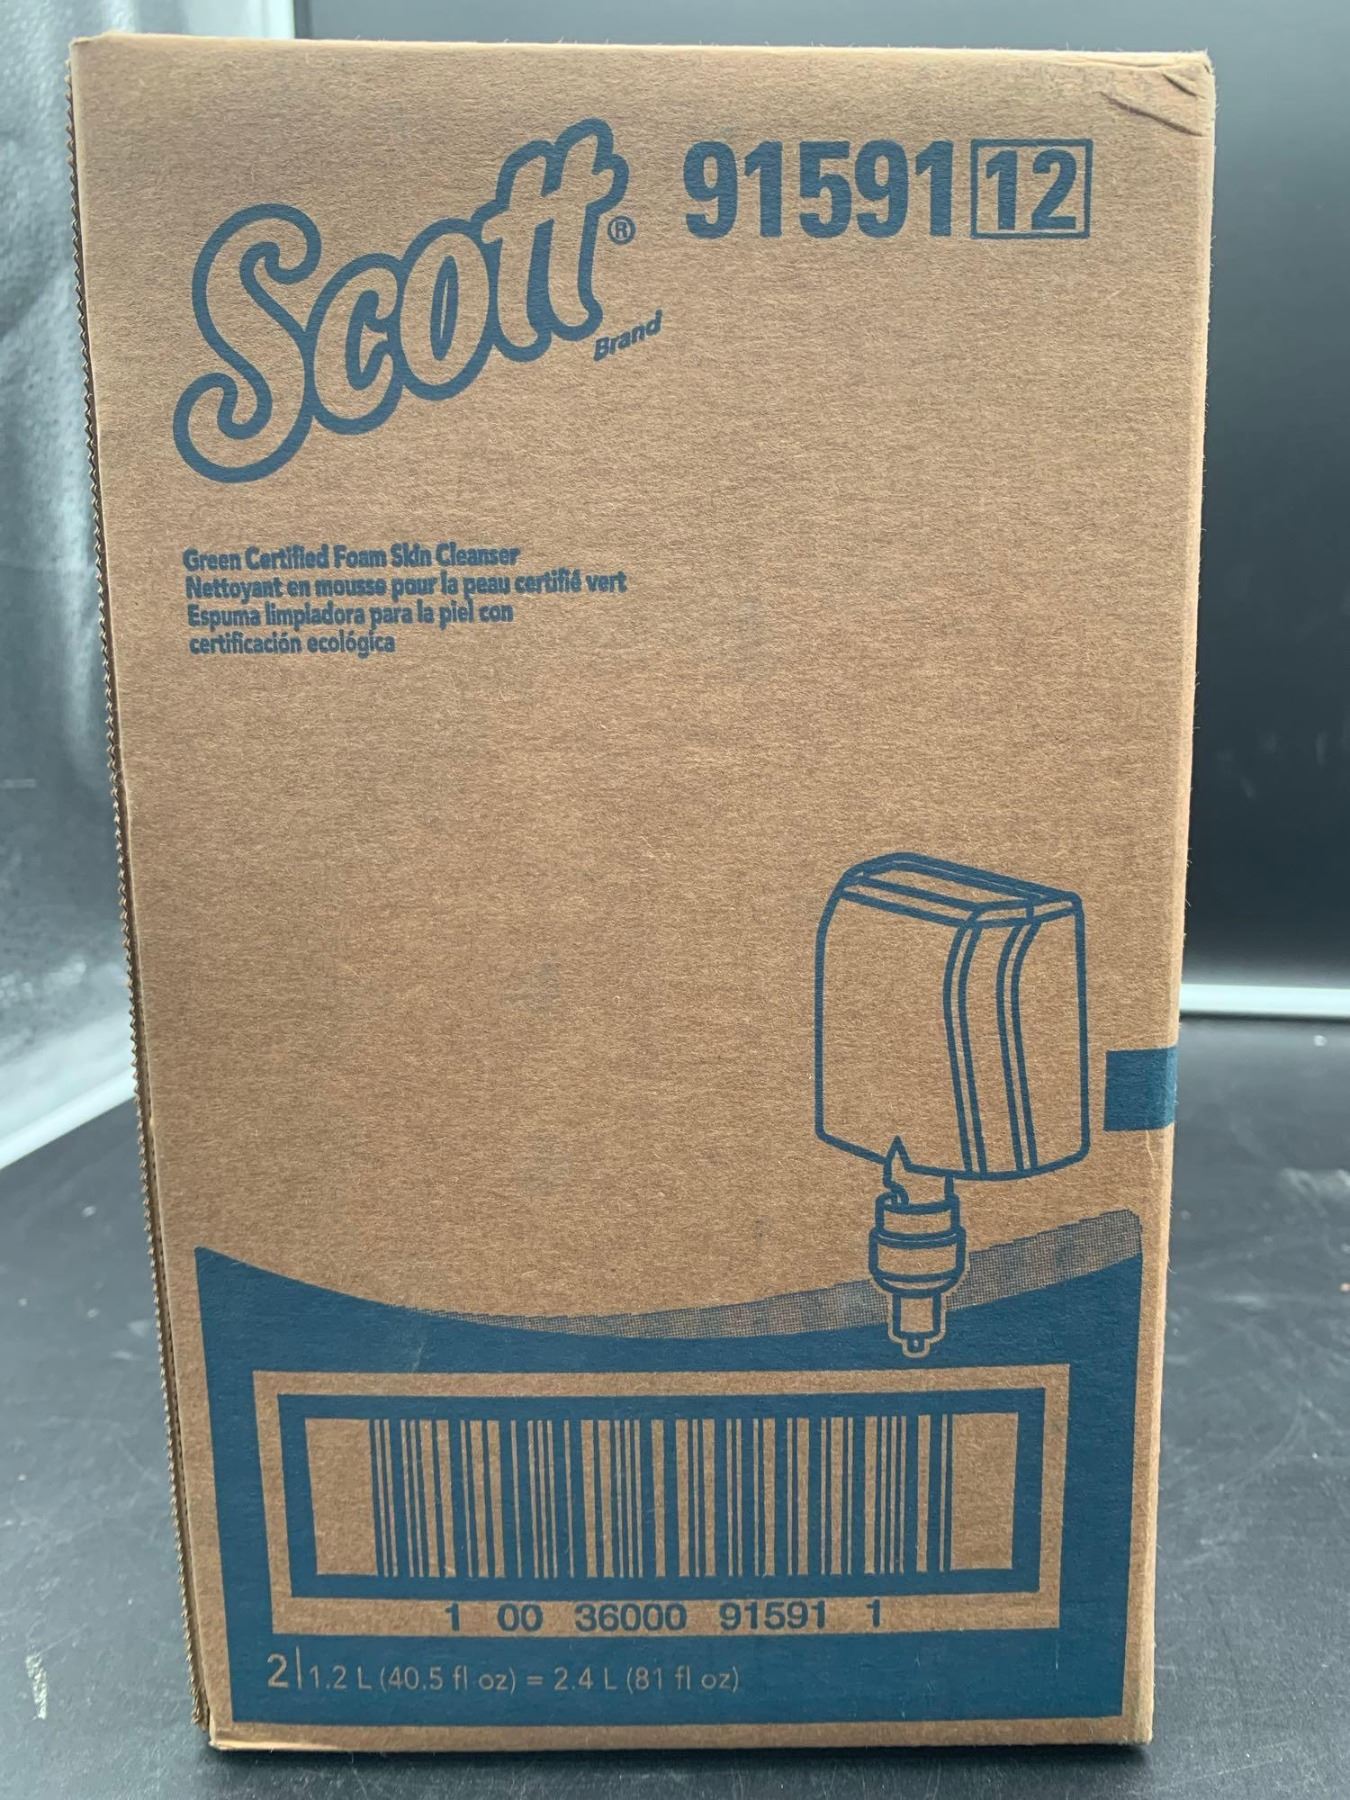 Scott® 91591 12
Brand
Green Certified Foam Skin Cleanser
Nettoyant en mousse pour la peau certifié vert
Espuma limpiadora para la piel con
certificación ecológica
1 00 36000 91591 1
2|1.2 L (40.5 fl oz) = 2.4 L (81 fl oz)